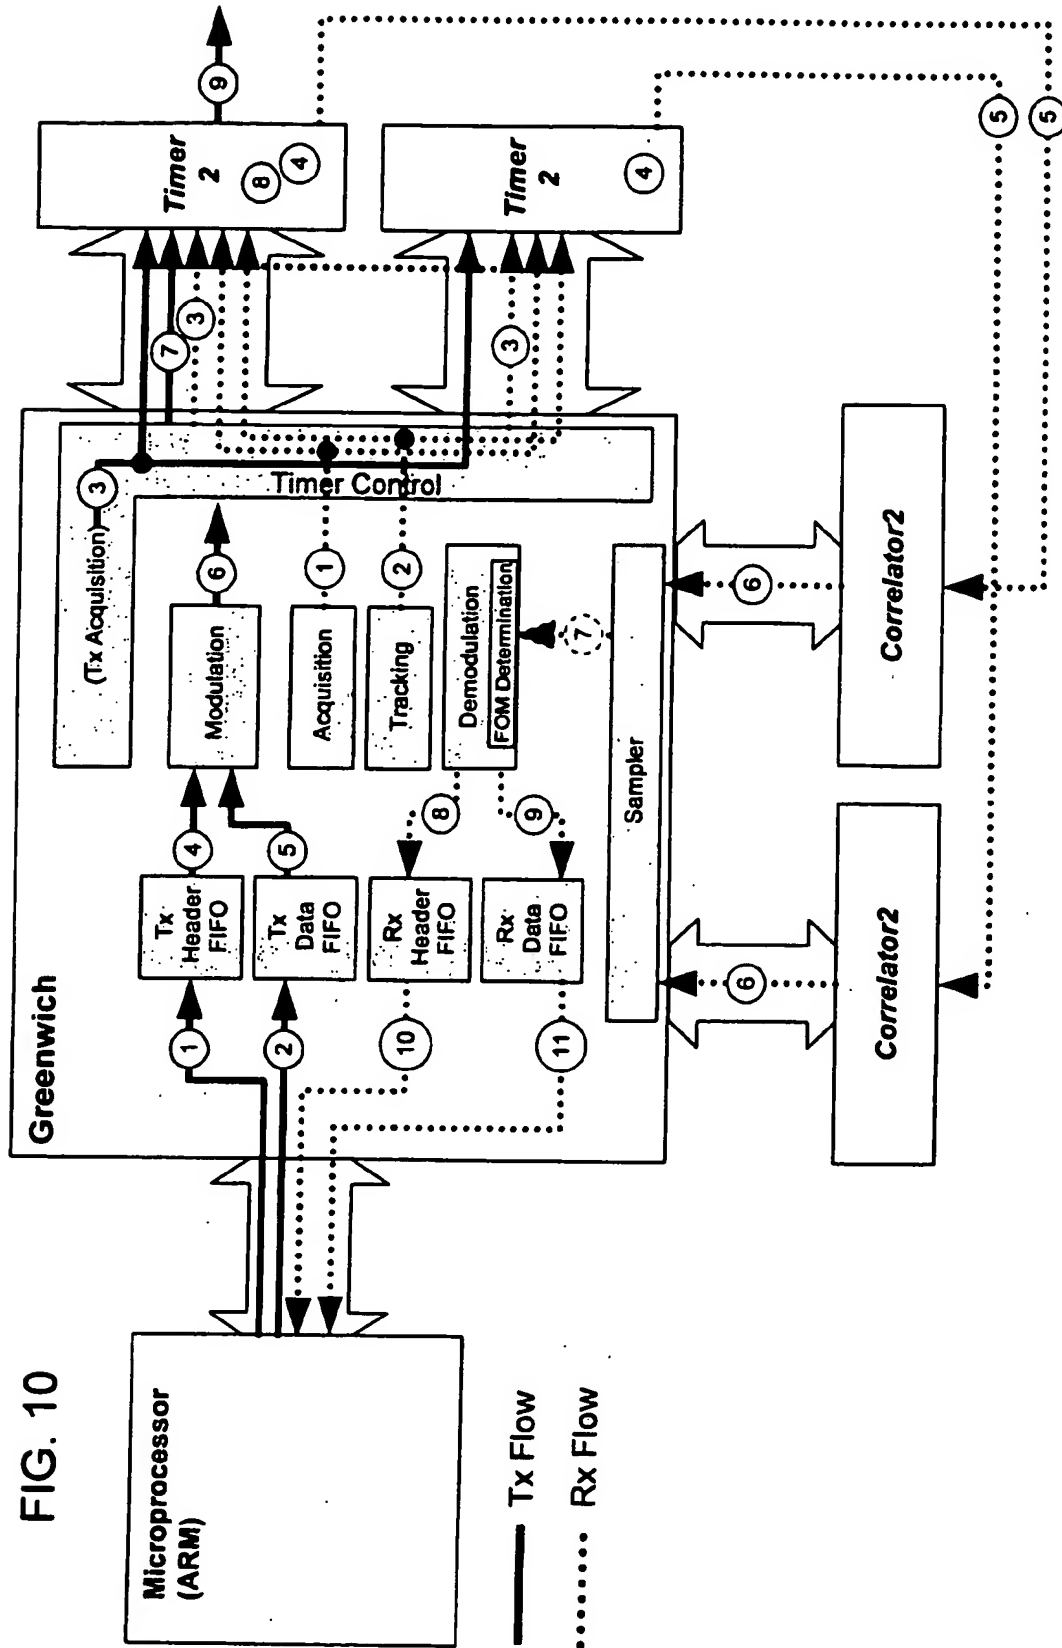 FIG. 10
Microprocessor
(ARM)
Tx Flow
Rx Flow
Greenwich
1
2
10
11
Tx
Header
FIFO
Tx
Data
FIFO
Rx
Header
FIFO
Rx
Data
FIFO
4
5
8
9
Modulation
Acquisition
Tracking
Demodulation
FOM Determination
Sampler
(Tx Acquisition)
3
6
1
2
7
Timer Control
7
3
3
Timer
2
8
4
9
Timer
2
4
6
6
Correlator2
Correlator2
5
5